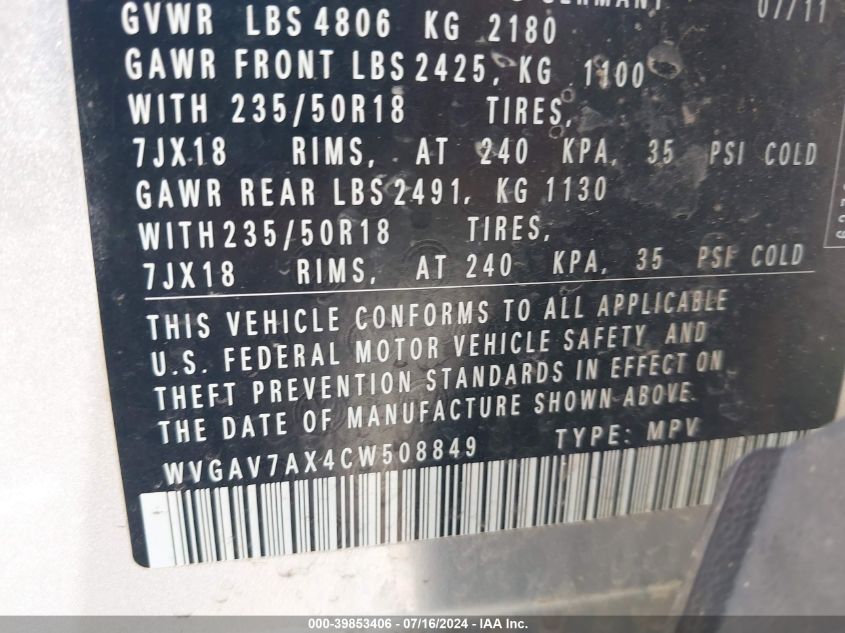 GERMANY 07/11
GVWR LBS 4806 KG 2180
GAWR FRONT LBS 2425, KG 1100
WITH 235/50R18 TIRES,
7JX18 RIMS, AT 240 KPA, 35 PSI COLD
GAWR REAR LBS 2491, KG 1130
WITH 235/50R18 TIRES,
7JX18 RIMS, AT 240 KPA, 35 PSI COLD
THIS VEHICLE CONFORMS TO ALL APPLICABLE
U.S. FEDERAL MOTOR VEHICLE SAFETY AND
THEFT PREVENTION STANDARDS IN EFFECT ON
THE DATE OF MANUFACTURE SHOWN ABOVE.
WVGAV7AX4CW508849 TYPE: MPV
000-39853406 - 07/16/2024 - IAA Inc.